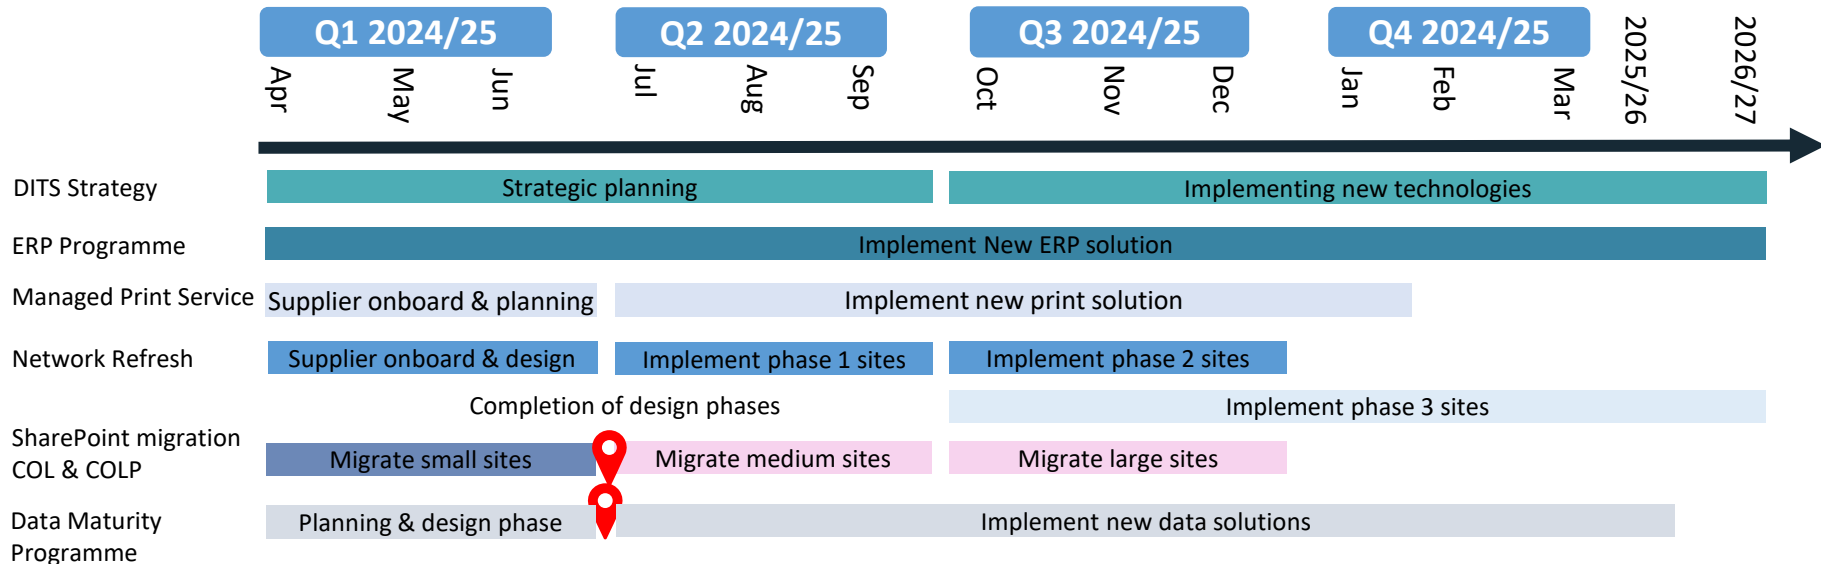 Q1 2024/25
Q2 2024/25
Q3 2024/25
Q4 2024/25
Apr
May
Jun
Jul
Aug
Sep
Oct
Nov
Dec
Jan
Feb
Mar
2025/26
2026/27
DITS Strategy
Strategic planning
Implementing new technologies
ERP Programme
Implement New ERP solution
Managed Print Service
Supplier onboard & planning
Implement new print solution
Network Refresh
Supplier onboard & design
Implement phase 1 sites
Implement phase 2 sites
Completion of design phases
Implement phase 3 sites
SharePoint migration
COL & COLP
Migrate small sites
Migrate medium sites
Migrate large sites
Data Maturity
Programme
Planning & design phase
Implement new data solutions